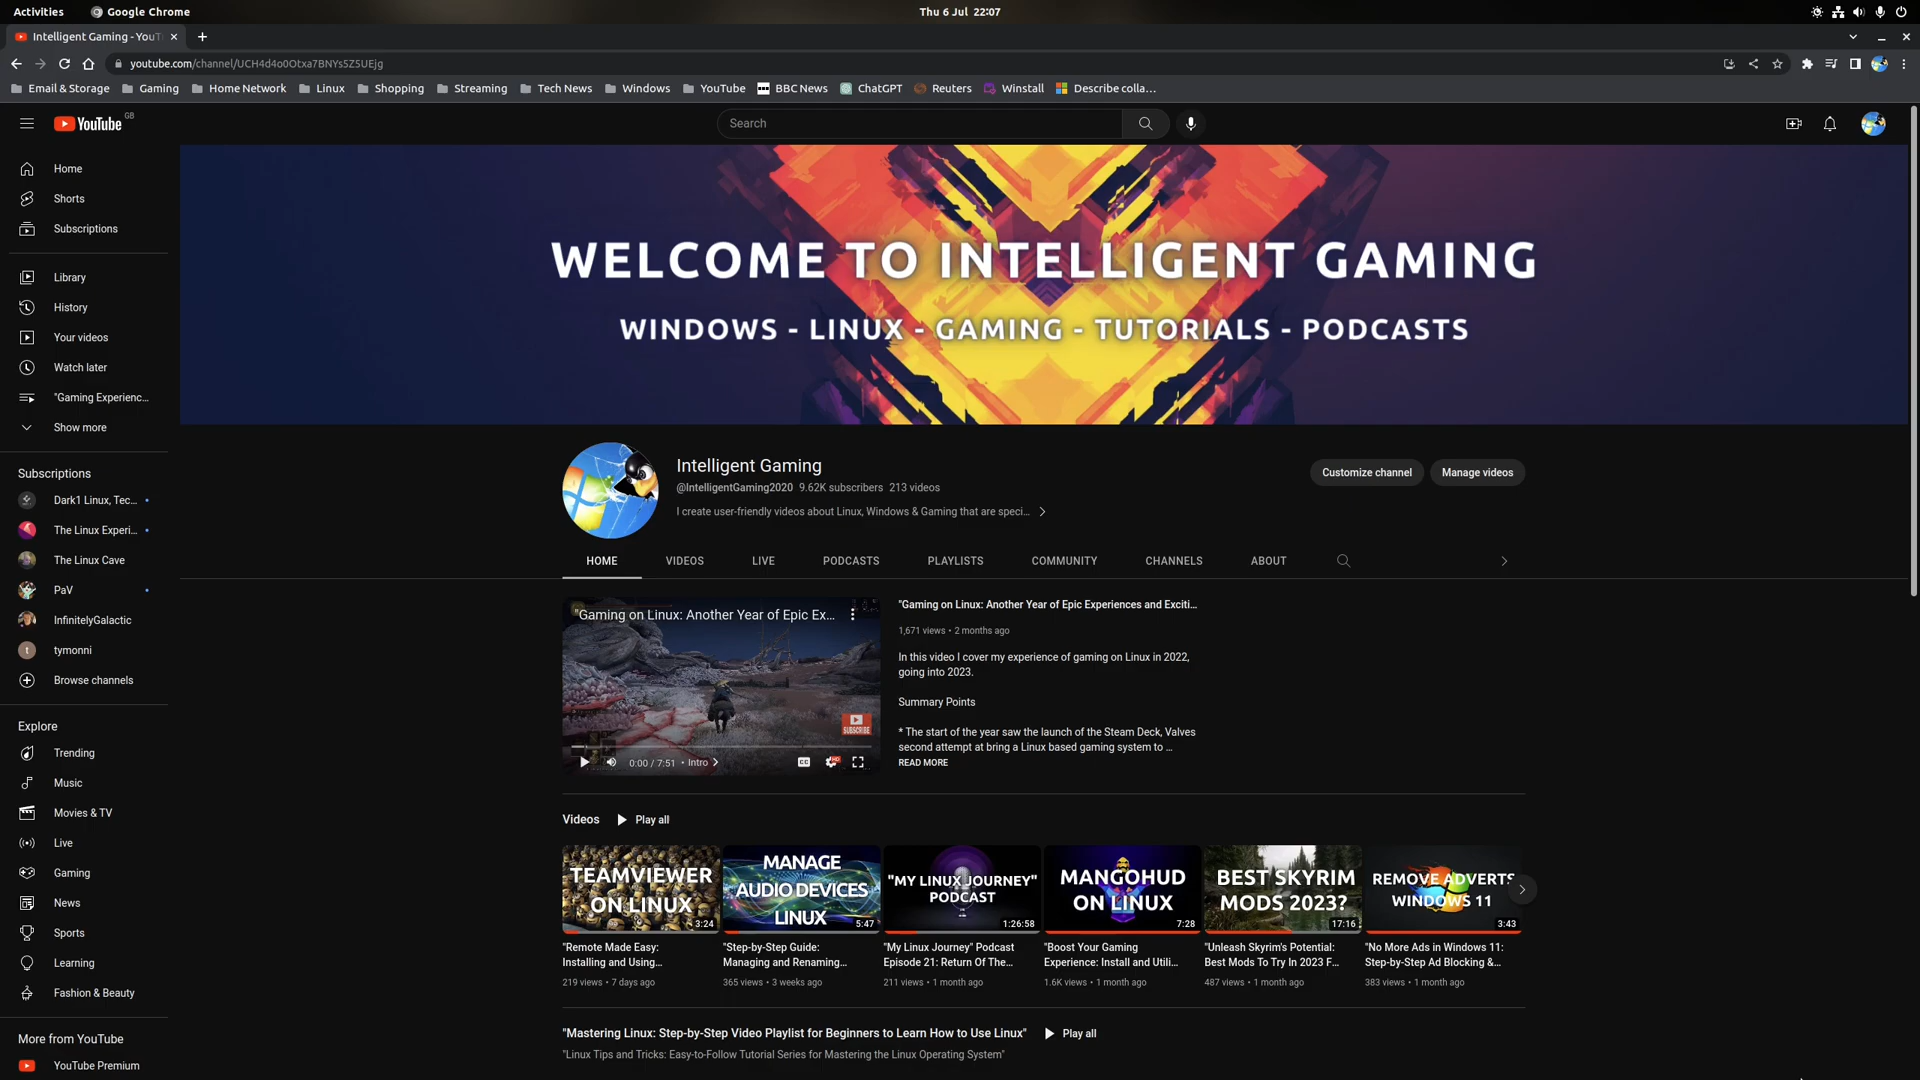 Activities
Google Chrome
Thu 6 Jul 22:07
Intelligent Gaming - YouT
youtube.com/channel/UCH4d4o0Otxa7BNYs5Z5UEjg
Email & Storage
Gaming
Home Network
Linux
Shopping
Streaming
Tech News
Windows
YouTube
BBC News
ChatGPT
Reuters
Winstall
Describe colla…
YouTube
GB
Search
Home
Shorts
Subscriptions
Library
History
Your videos
Watch later
"Gaming Experienc...
Show more
Subscriptions
Dark1 Linux, Tec...
The Linux Experi...
The Linux Cave
PaV
InfinitelyGalactic
t
tymonni
Browse channels
Explore
Trending
Music
Movies & TV
Live
Gaming
News
Sports
Learning
Fashion & Beauty
More from YouTube
YouTube Premium
WELCOME TO INTELLIGENT GAMING
WINDOWS - LINUX - GAMING - TUTORIALS - PODCASTS
Intelligent Gaming
@IntelligentGaming2020 9.62K subscribers 213 videos
I create user-friendly videos about Linux, Windows & Gaming that are speci...
Customize channel
Manage videos
HOME
VIDEOS
LIVE
PODCASTS
PLAYLISTS
COMMUNITY
CHANNELS
ABOUT
"Gaming on Linux: Another Year of Epic Ex...
SUBSCRIBE
0:00 / 7:51 • Intro
CC
HD
"Gaming on Linux: Another Year of Epic Experiences and Exciti...
1,671 views • 2 months ago
In this video I cover my experience of gaming on Linux in 2022,
going into 2023.
Summary Points
* The start of the year saw the launch of the Steam Deck, Valves
second attempt at bring a Linux based gaming system to ...
READ MORE
Videos
Play all
TEAMVIEWER
ON LINUX
3:24
"Remote Made Easy:
Installing and Using...
219 views • 7 days ago
MANAGE
AUDIO DEVICES
LINUX
5:47
"Step-by-Step Guide:
Managing and Renaming...
365 views • 3 weeks ago
"MY LINUX JOURNEY"
PODCAST
1:26:58
"My Linux Journey" Podcast
Episode 21: Return Of The...
211 views • 1 month ago
MANGOHUD
ON LINUX
7:28
"Boost Your Gaming
Experience: Install and Utili...
1.6K views • 1 month ago
BEST SKYRIM
MODS 2023?
17:16
"Unleash Skyrim's Potential:
Best Mods To Try In 2023 F...
487 views • 1 month ago
REMOVE ADVERTS
WINDOWS 11
3:43
"No More Ads in Windows 11:
Step-by-Step Ad Blocking &...
383 views • 1 month ago
"Mastering Linux: Step-by-Step Video Playlist for Beginners to Learn How to Use Linux"
Play all
"Linux Tips and Tricks: Easy-to-Follow Tutorial Series for Mastering the Linux Operating System"